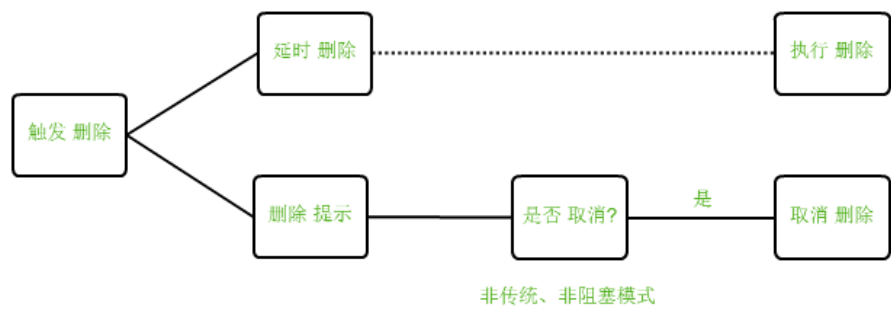 延时 删除
执行 删除
触发 删除
删除 提示
是否 取消?
是
取消 删除
非传统、非阻塞模式